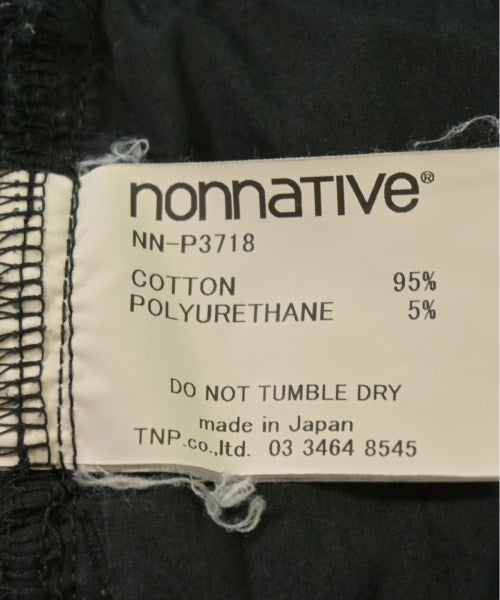 nonnative®
NN-P3718
COTTON 95%
POLYURETHANE 5%
DO NOT TUMBLE DRY
made in Japan
TNP.co.,ltd. 03 3464 8545